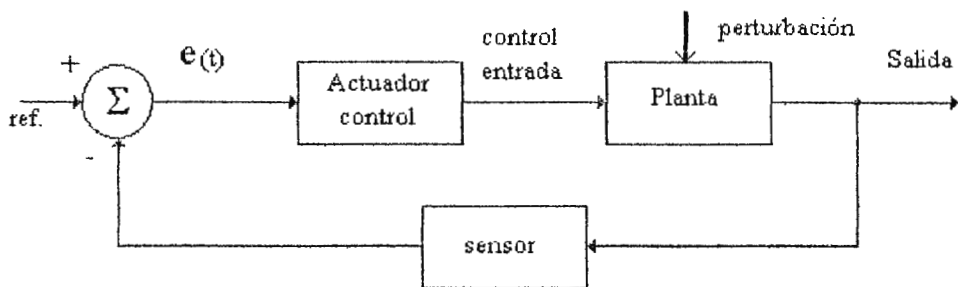 +
ref.
Σ
-
e(t)
Actuador
control
control
entrada
perturbación
Planta
Salida
sensor